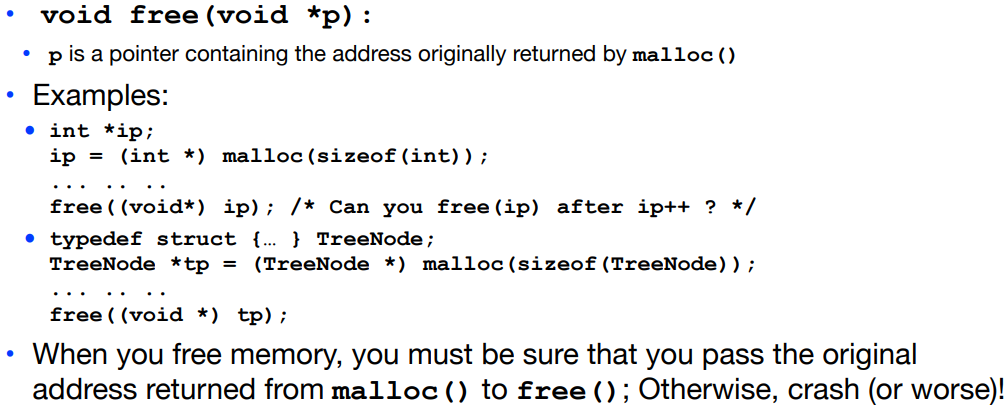 • void free(void *p):
• p is a pointer containing the address originally returned by malloc()
• Examples:
• int *ip;
ip = (int *) malloc(sizeof(int));
... .. ..
free((void*) ip); /* Can you free(ip) after ip++ ? */
• typedef struct {… } TreeNode;
TreeNode *tp = (TreeNode *) malloc(sizeof(TreeNode));
... .. ..
free((void *) tp);
• When you free memory, you must be sure that you pass the original
address returned from malloc() to free(); Otherwise, crash (or worse)!